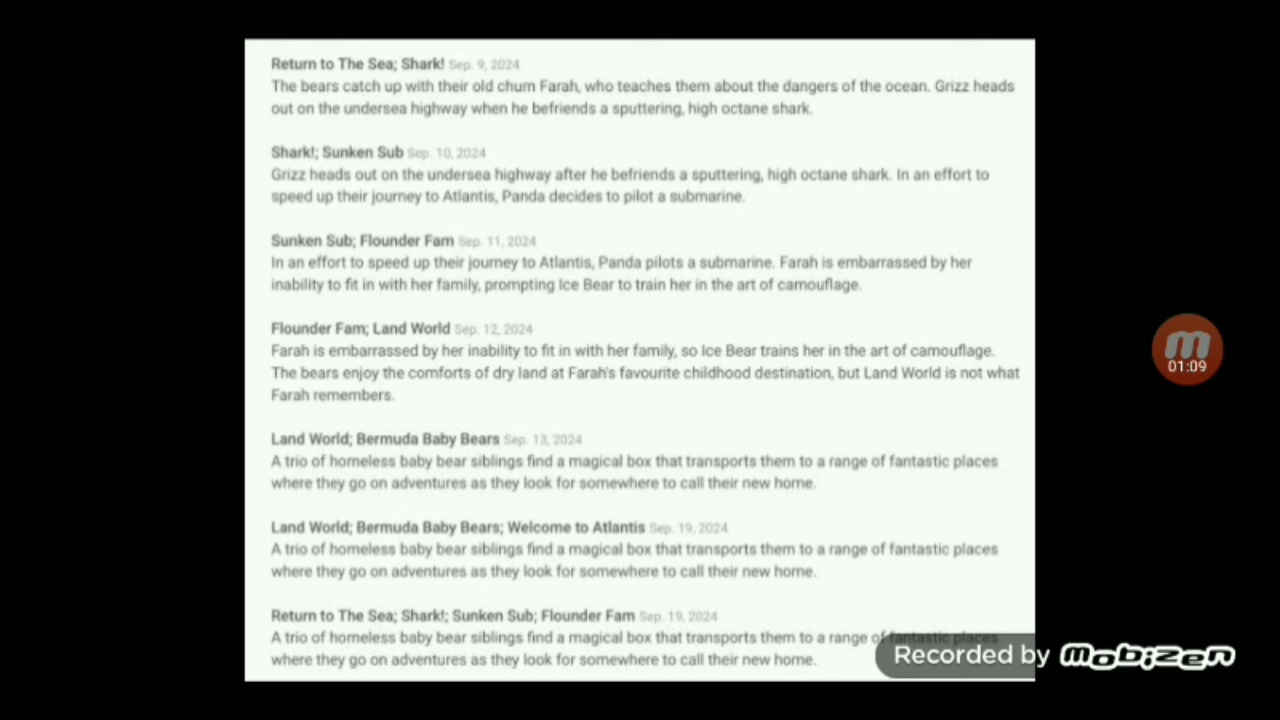 Return to The Sea; Shark! Sep. 9, 2024
The bears catch up with their old chum Farah, who teaches them about the dangers of the ocean. Grizz heads
out on the undersea highway when he befriends a sputtering, high octane shark.
Shark!; Sunken Sub Sep. 10, 2024
Grizz heads out on the undersea highway after he befriends a sputtering, high octane shark. In an effort to
speed up their journey to Atlantis, Panda decides to pilot a submarine.
Sunken Sub; Flounder Fam Sep. 11, 2024
In an effort to speed up their journey to Atlantis, Panda pilots a submarine. Farah is embarrassed by her
inability to fit in with her family, prompting Ice Bear to train her in the art of camouflage.
Flounder Fam; Land World Sep. 12, 2024
Farah is embarrassed by her inability to fit in with her family, so Ice Bear trains her in the art of camouflage.
The bears enjoy the comforts of dry land at Farah's favourite childhood destination, but Land World is not what
Farah remembers.
Land World; Bermuda Baby Bears Sep. 13, 2024
A trio of homeless baby bear siblings find a magical box that transports them to a range of fantastic places
where they go on adventures as they look for somewhere to call their new home.
Land World; Bermuda Baby Bears; Welcome to Atlantis Sep. 19, 2024
A trio of homeless baby bear siblings find a magical box that transports them to a range of fantastic places
where they go on adventures as they look for somewhere to call their new home.
Return to The Sea; Shark!; Sunken Sub; Flounder Fam Sep. 19, 2024
A trio of homeless baby bear siblings find a magical box that transports them to a range of fantastic places
where they go on adventures as they look for somewhere to call their new home.
01:09
Recorded by Mobizen